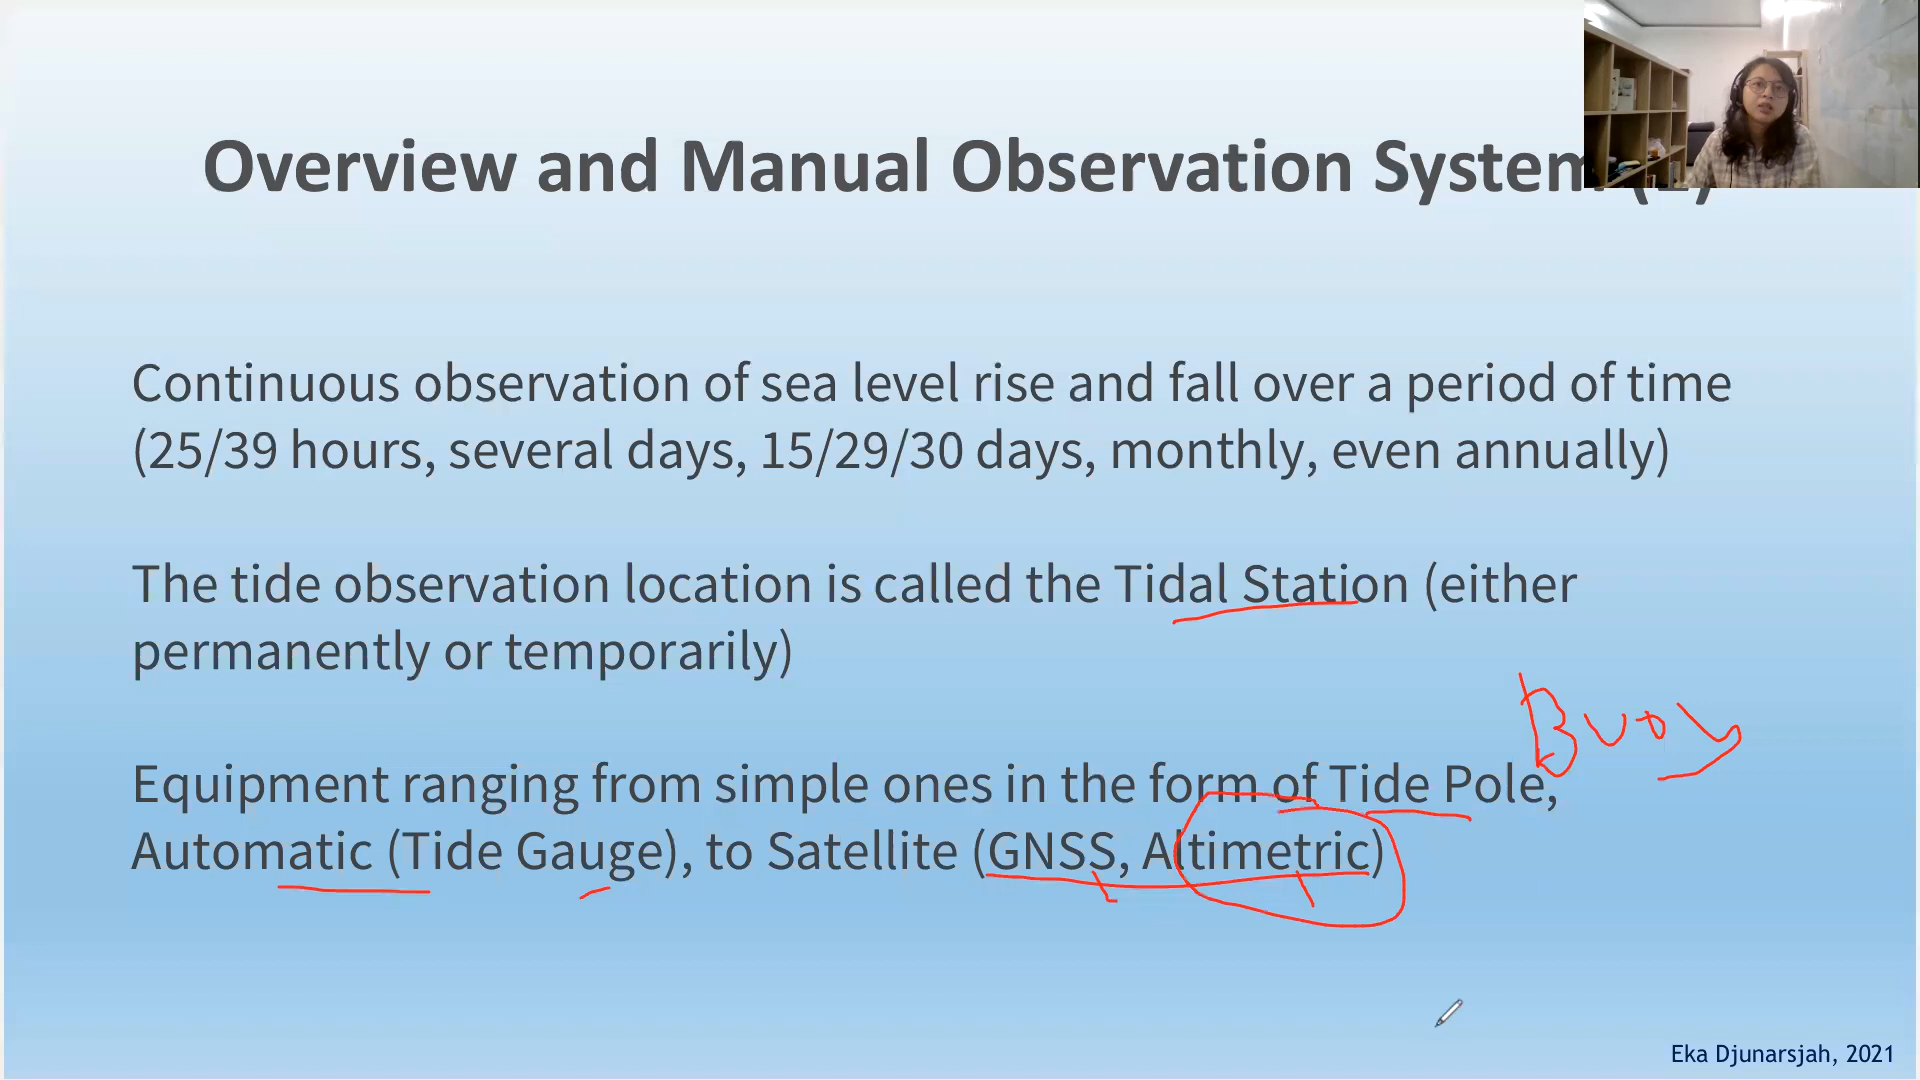 Overview and Manual Observation System
Continuous observation of sea level rise and fall over a period of time
(25/39 hours, several days, 15/29/30 days, monthly, even annually)
The tide observation location is called the Tidal Station (either
permanently or temporarily)
Buoy
Equipment ranging from simple ones in the form of Tide Pole,
Automatic (Tide Gauge), to Satellite (GNSS, Altimetric)
Eka Djunarsjah, 2021